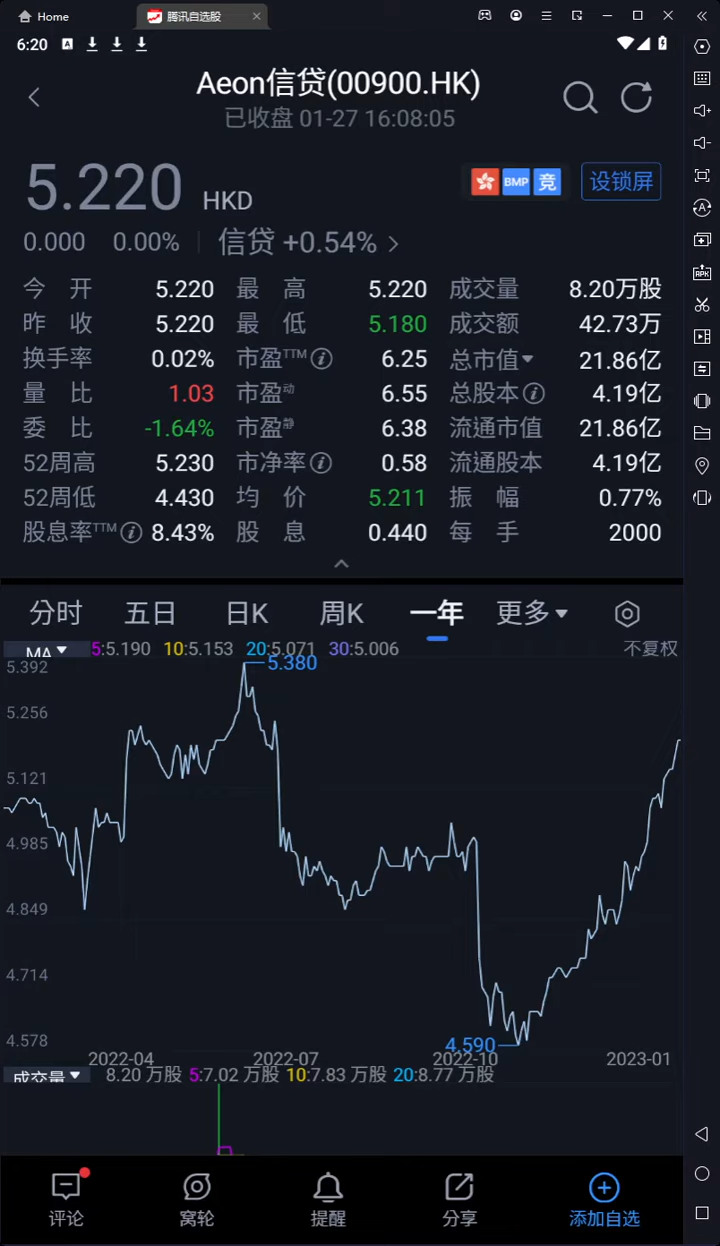 Home 腾讯自选股
6:20 A
Aeon信贷(00900.HK)
已收盘 01-27 16:08:05
5.220 HKD BMP 竞 设锁屏
0.000 0.00% 信贷 +0.54%
今开 5.220 最高 5.220 成交量 8.20万股
昨收 5.220 最低 5.180 成交额 42.73万
换手率 0.02% 市盈TTM 6.25 总市值 21.86亿
量比 1.03 市盈动 6.55 总股本 4.19亿
委比 -1.64% 市盈静 6.38 流通市值 21.86亿
52周高 5.230 市净率 0.58 流通股本 4.19亿
52周低 4.430 均价 5.211 振幅 0.77%
股息率TTM 8.43% 股息 0.440 每手 2000
分时 五日 日K 周K 一年 更多
MA 5:5.190 10:5.153 20:5.071 30:5.006 不复权
5.392 5.380
5.256
5.121
4.985
4.849
4.714
4.578 4.590
2022-04 2022-07 2022-10 2023-01
成交量 8.20 万股 5:7.02 万股 10:7.83 万股 20:8.77 万股
评论 窝轮 提醒 分享 添加自选